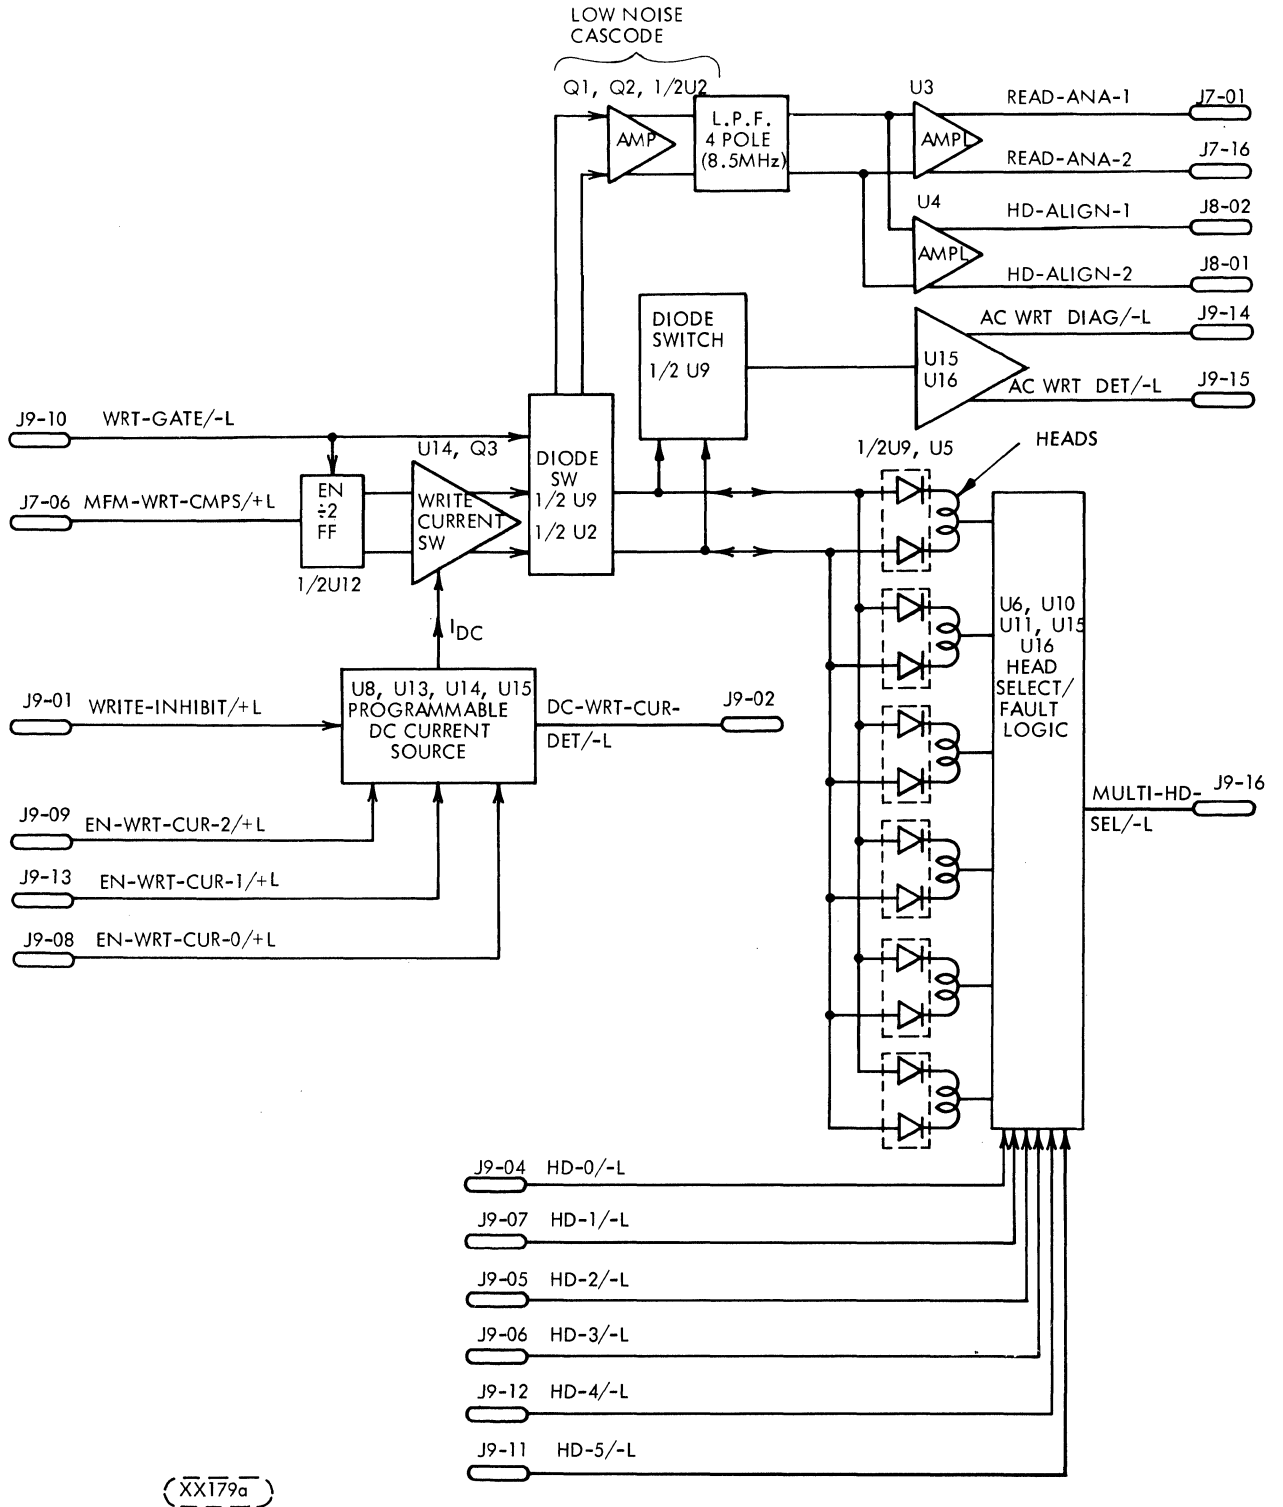 LOW NOISE
CASCODE
Q1, Q2, 1/2U2
AMP
L.P.F.
4 POLE
(8.5MHz)
U3
AMPL
READ-ANA-1
J7-01
READ-ANA-2
J7-16
U4
AMPL
HD-ALIGN-1
J8-02
HD-ALIGN-2
J8-01
DIODE
SWITCH
1/2 U9
U15
U16
AC WRT DIAG/-L
J9-14
AC WRT DET/-L
J9-15
J9-10
WRT-GATE/-L
J7-06
MFM-WRT-CMPS/+L
EN
÷2
FF
1/2U12
U14, Q3
WRITE
CURRENT
SW
DIODE
SW
1/2 U9
1/2 U2
1/2U9, U5
HEADS
IDC
J9-01
WRITE-INHIBIT/+L
U8, U13, U14, U15
PROGRAMMABLE
DC CURRENT
SOURCE
DC-WRT-CUR-
DET/-L
J9-02
J9-09
EN-WRT-CUR-2/+L
J9-13
EN-WRT-CUR-1/+L
J9-08
EN-WRT-CUR-0/+L
U6, U10
U11, U15
U16
HEAD
SELECT/
FAULT
LOGIC
MULTI-HD-
SEL/-L
J9-16
J9-04
HD-0/-L
J9-07
HD-1/-L
J9-05
HD-2/-L
J9-06
HD-3/-L
J9-12
HD-4/-L
J9-11
HD-5/-L
XX179a